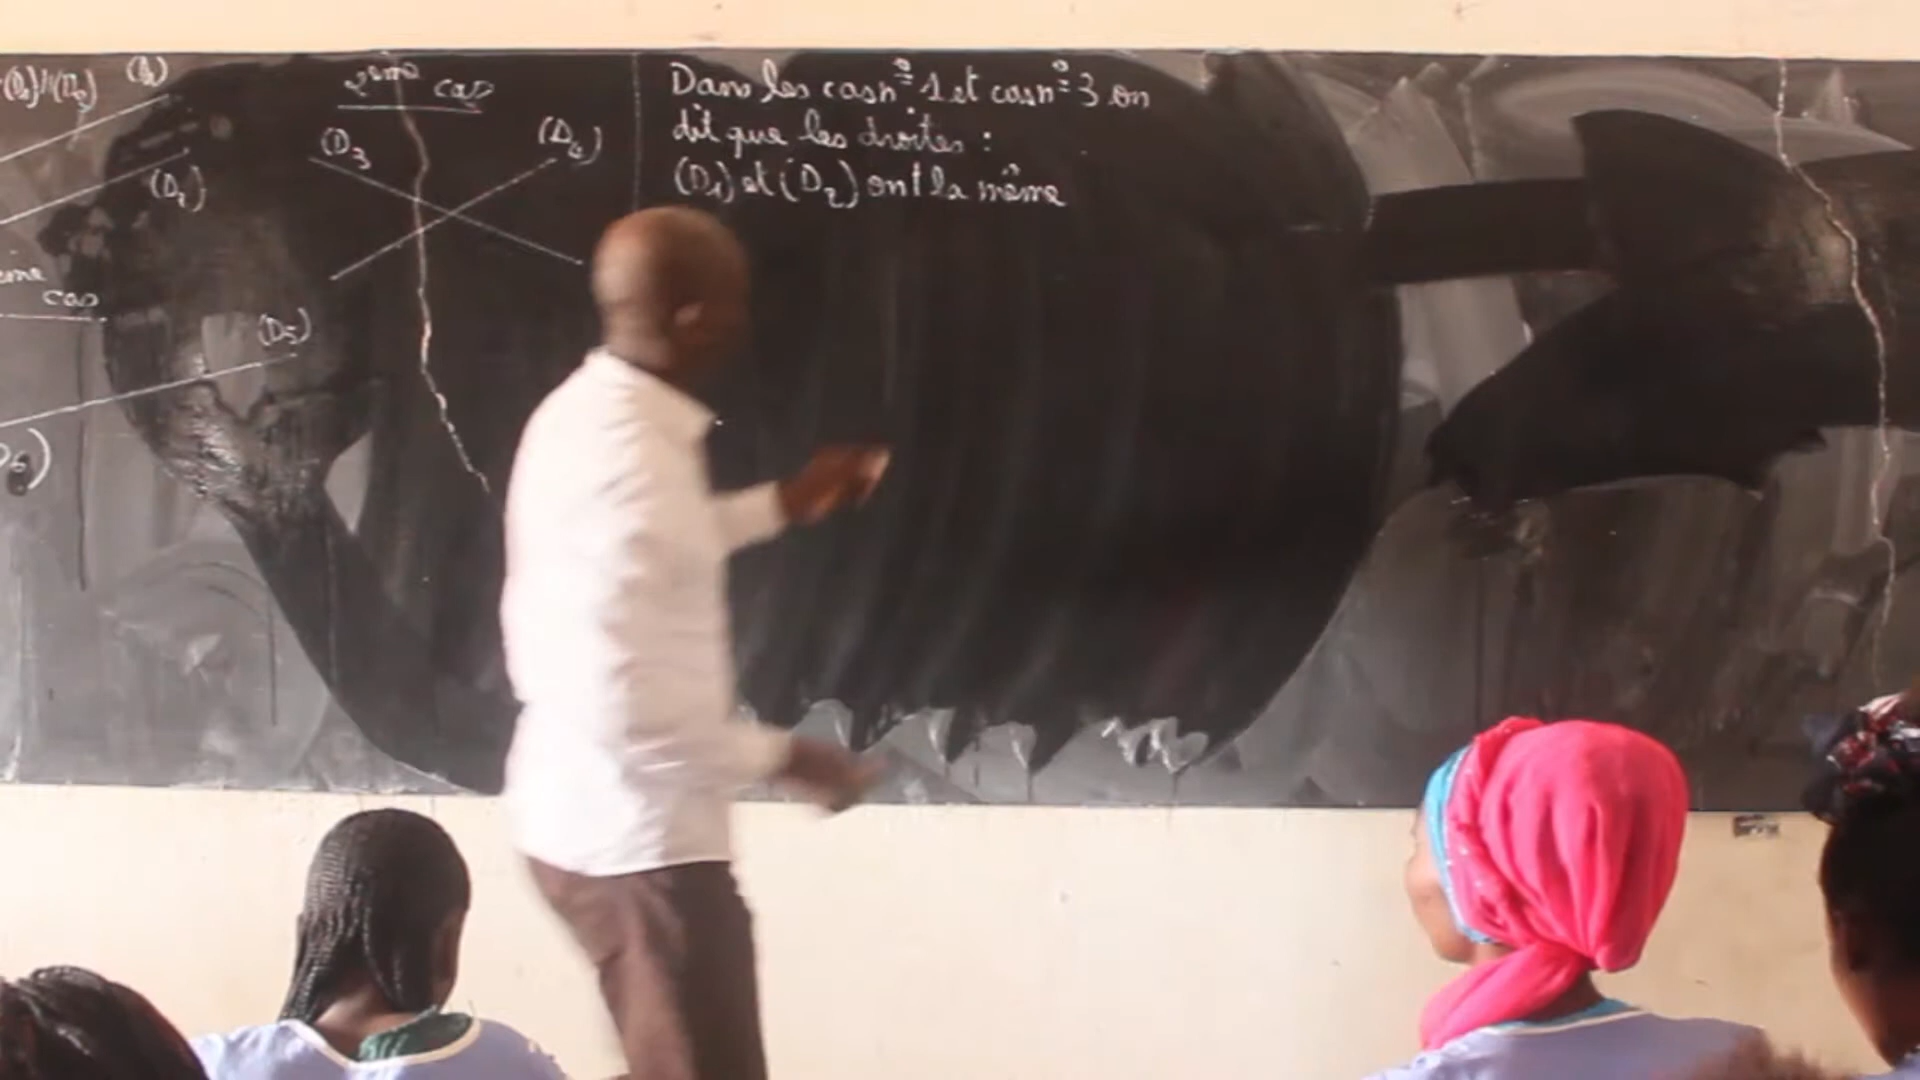 (D1)//(D2)
(D1)
(D2)
2ème cas
(D3
(D4)
ème
cas
(D5)
D6)
Dans les cas n° 1 et cas n° 3 on
dit que les droites :
(D1) et (D2) ont la même